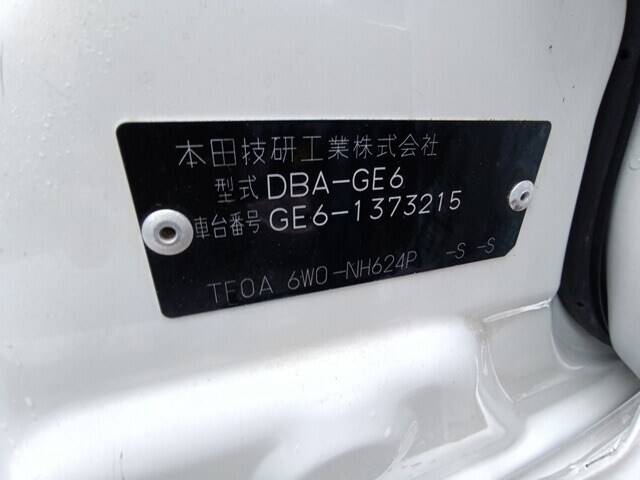 本田技研工業株式会社
型式 DBA-GE6
車台番号 GE6-1373215
TF0A 6W0-NH624P -S -S